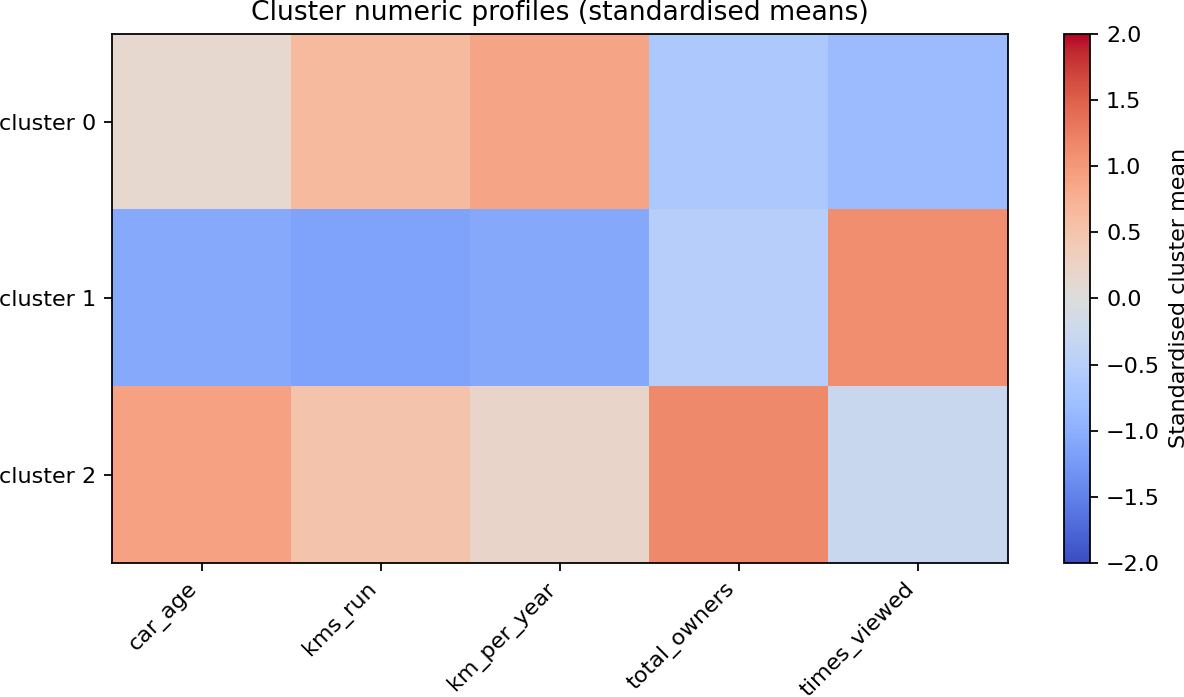 Cluster numeric profiles (standardised means)
cluster 0
cluster 1
cluster 2
car_age
kms_run
km_per_year
total_owners
times_viewed
2.0
1.5
1.0
0.5
0.0
−0.5
−1.0
−1.5
−2.0
Standardised cluster mean